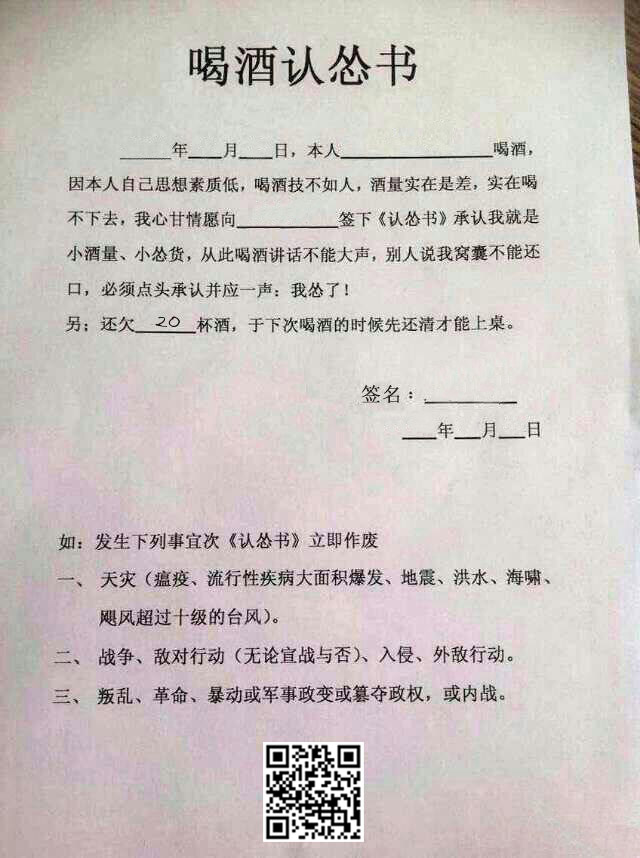 喝酒认怂书
______年____月____日，本人__________________喝酒，
因本人自己思想素质低，喝酒技不如人，酒量实在是差，实在喝
不下去，我心甘情愿向____________签下《认怂书》承认我就是
小酒量、小怂货，从此喝酒讲话不能大声，别人说我窝囊不能还
口，必须点头承认并应一声：我怂了！
另；还欠 20 杯酒，于下次喝酒的时候先还清才能上桌。
签名：___________
____年___月___日
如：发生下列事宜次《认怂书》立即作废
一、 天灾（瘟疫、流行性疾病大面积爆发、地震、洪水、海啸、
飓风超过十级的台风）。
二、 战争、敌对行动（无论宣战与否）、入侵、外敌行动。
三、 叛乱、革命、暴动或军事政变或篡夺政权，或内战。